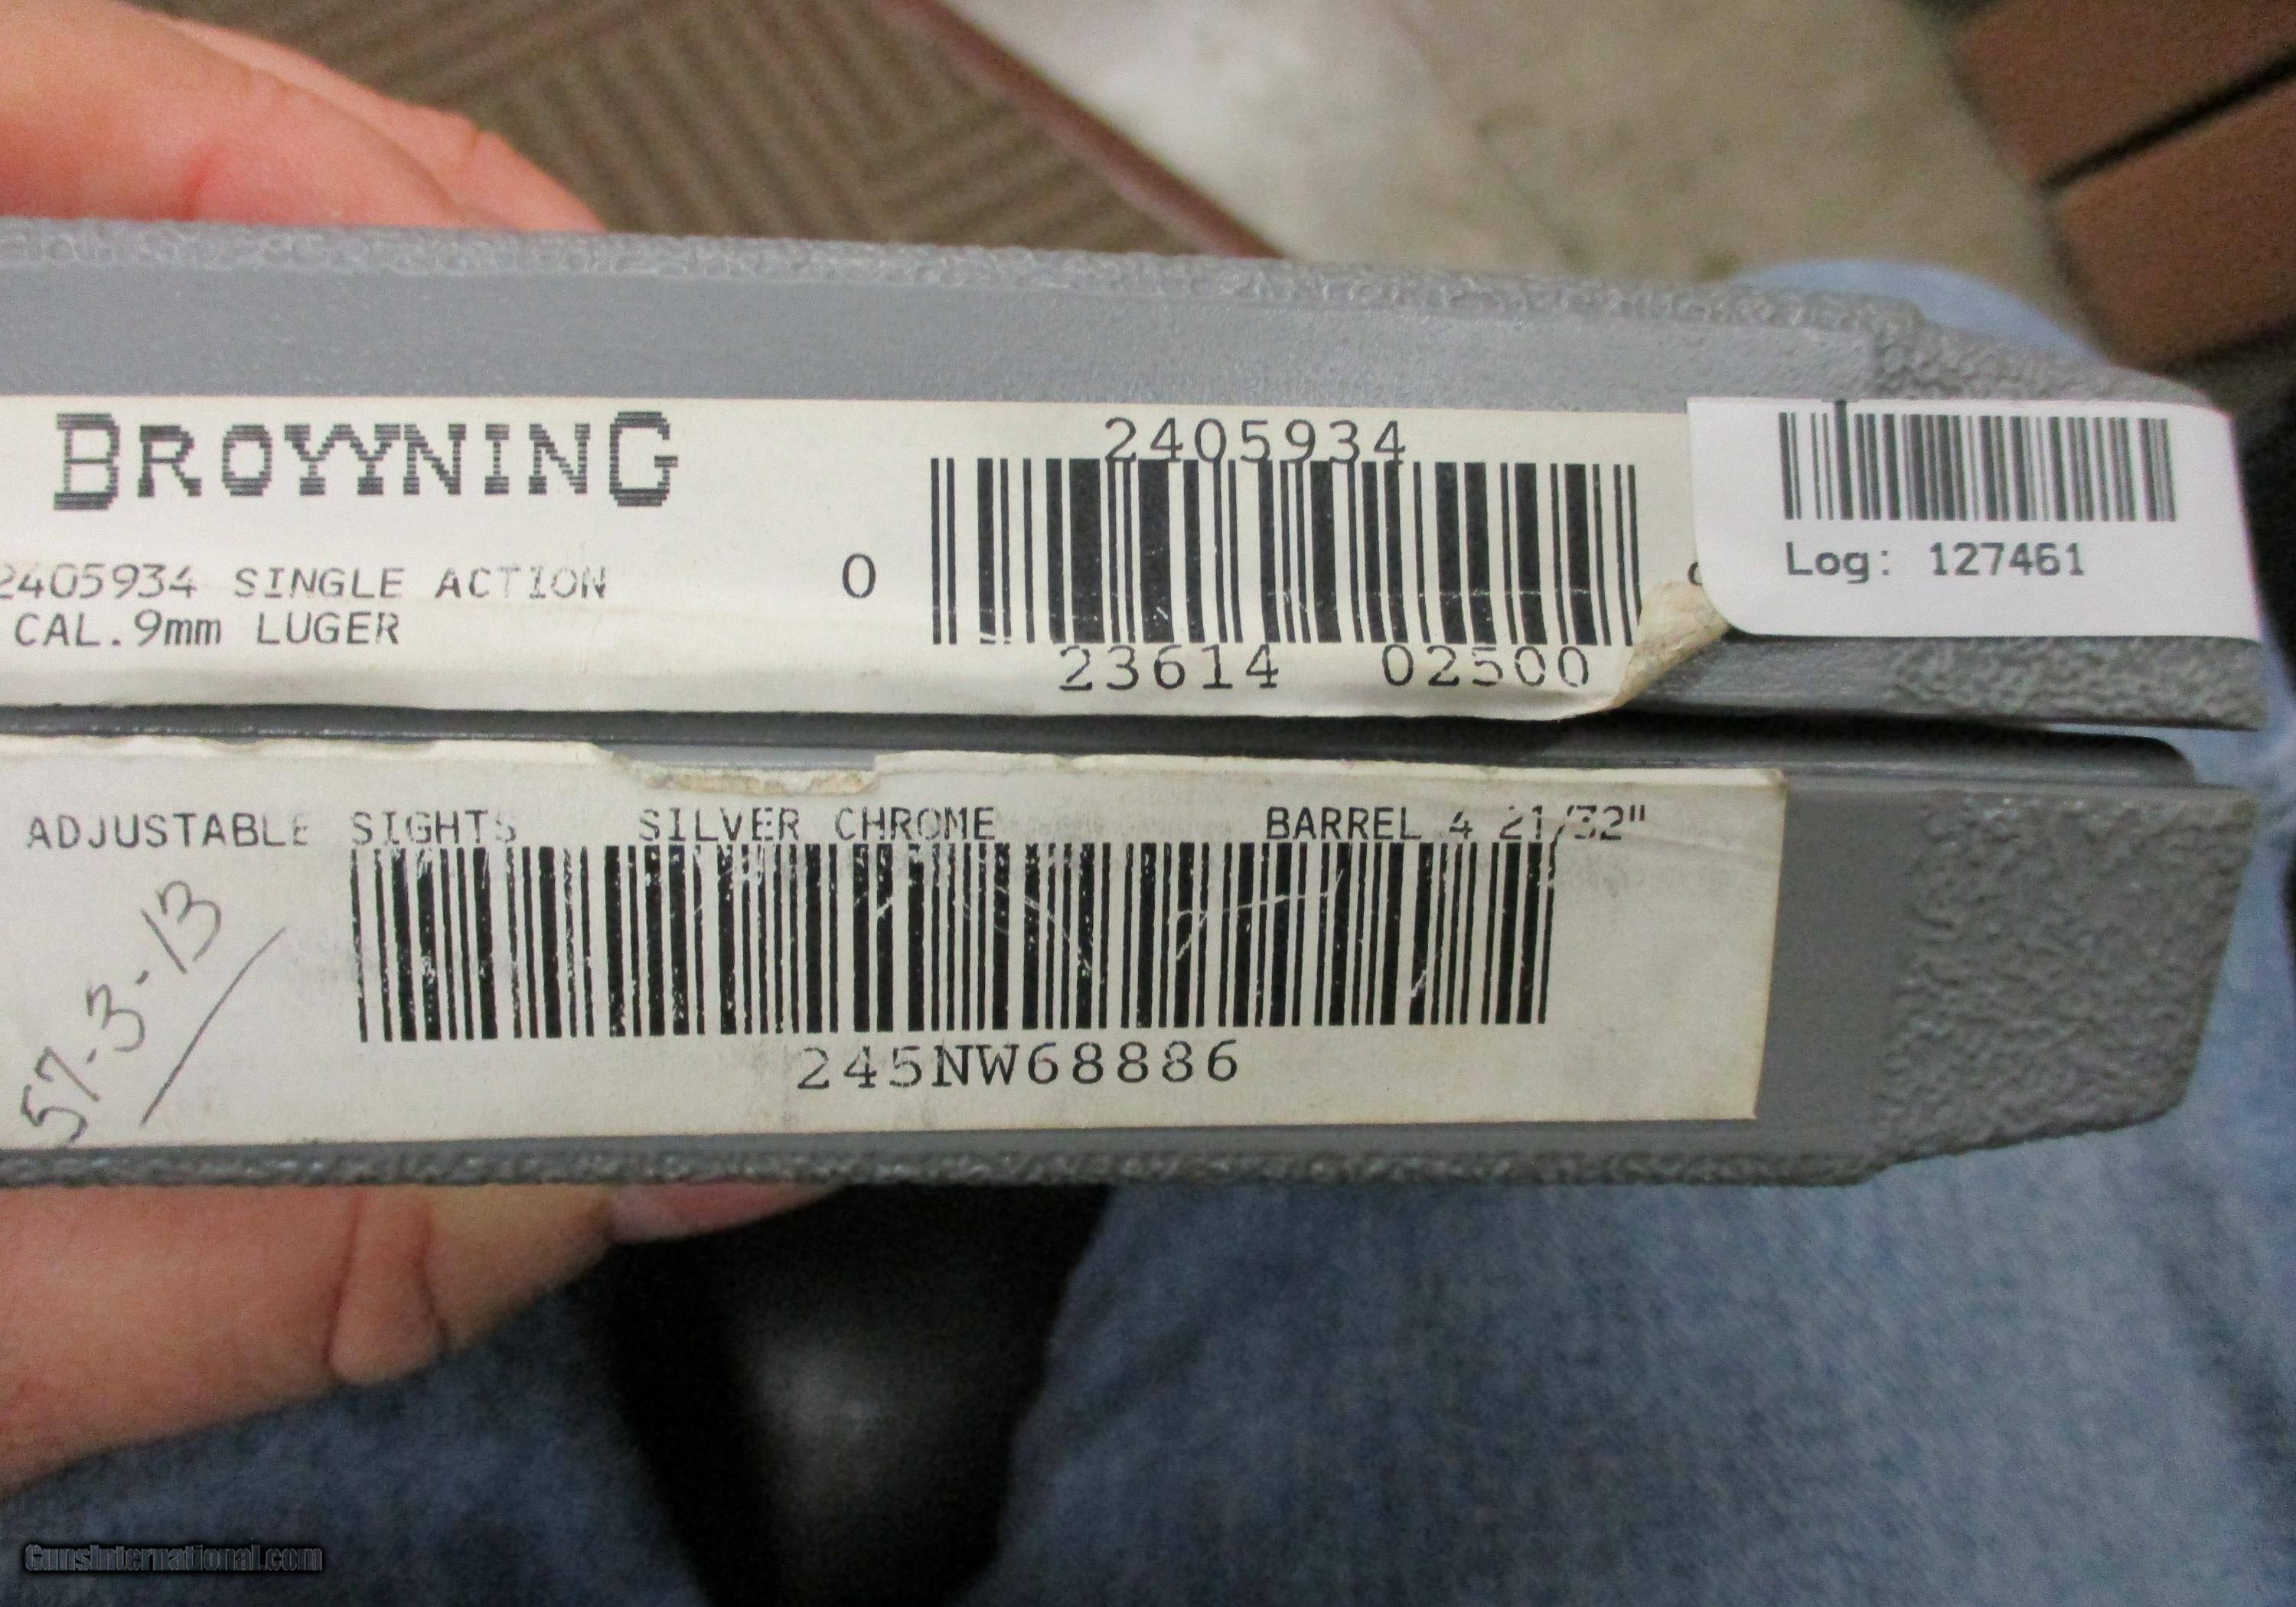 BROWNING
2405934
2405934 SINGLE ACTION
CAL.9mm LUGER
0
23614 02500
Log: 127461
ADJUSTABLE SIGHTS SILVER CHROME BARREL 4 21/32"
57-3-13
245NW68886
GunsInternational.com